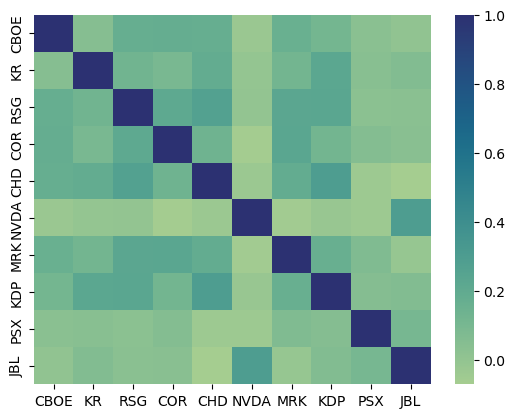 CBOE
KR
RSG
COR
CHD
NVDA
MRK
KDP
PSX
JBL
CBOE KR RSG COR CHD NVDA MRK KDP PSX JBL
1.0
0.8
0.6
0.4
0.2
0.0